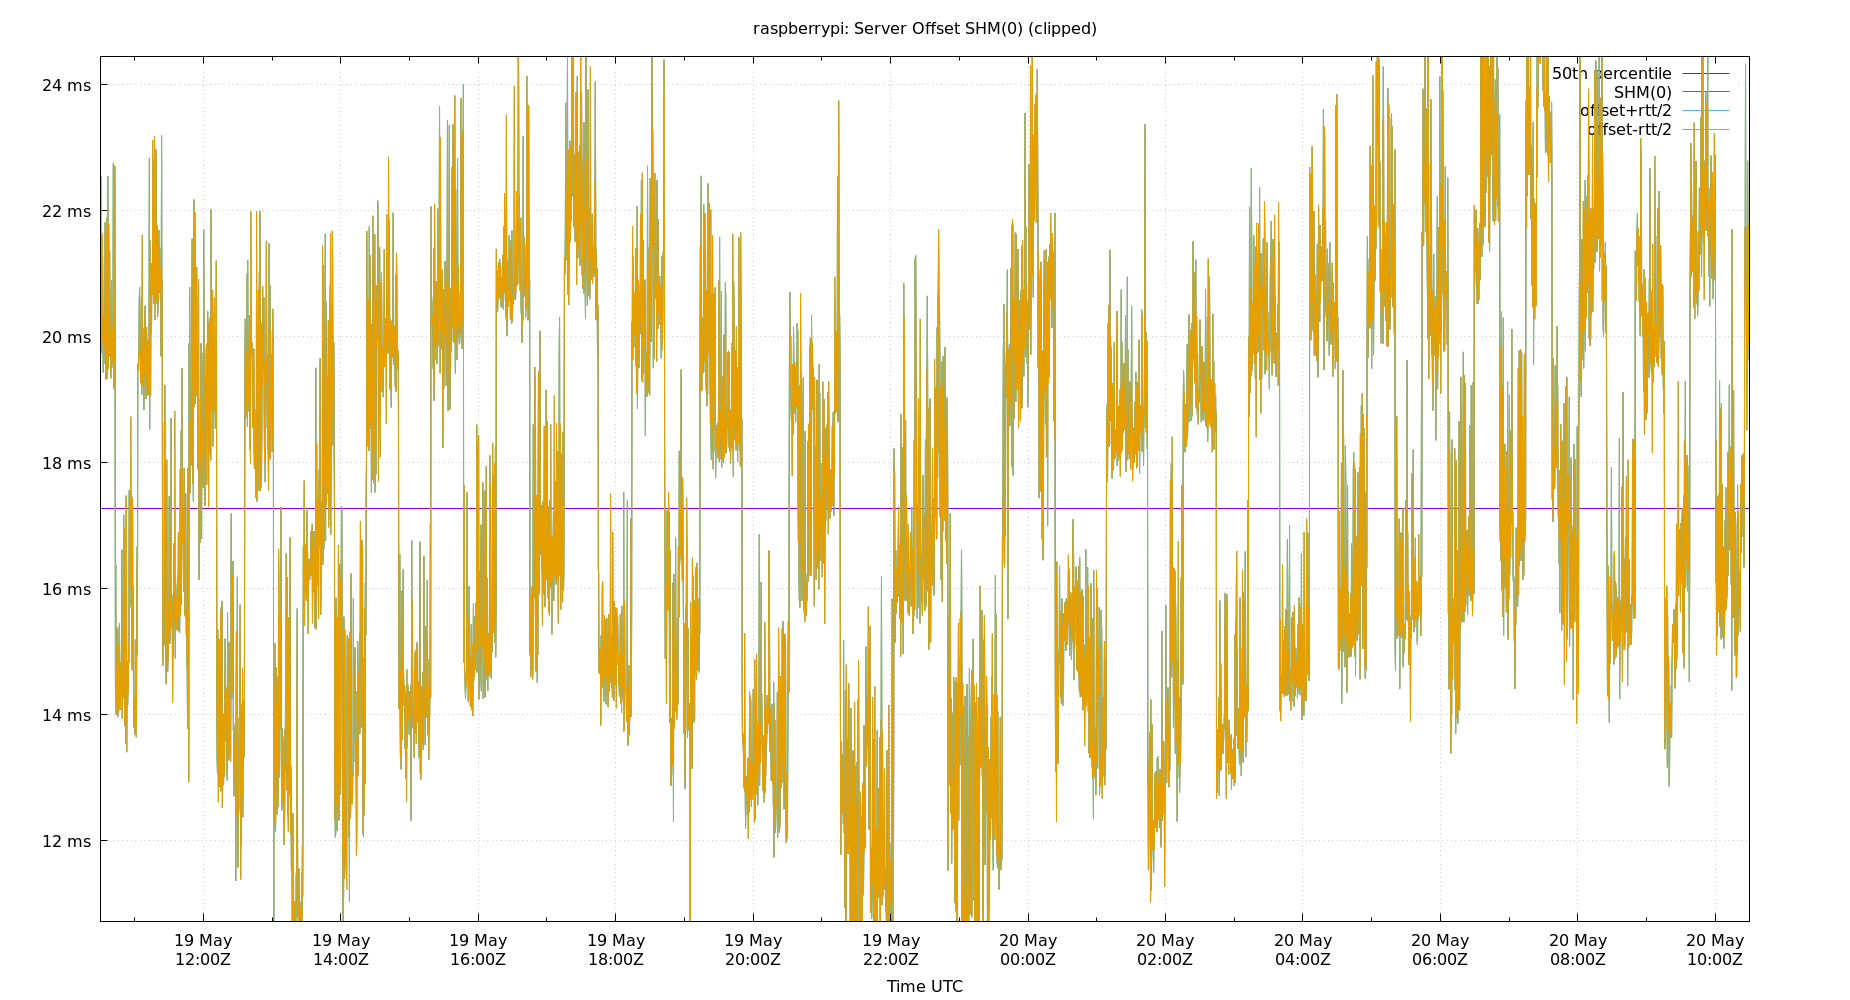 raspberrypi: Server Offset SHM(0) (clipped)
50th percentile
SHM(0)
offset+rtt/2
offset-rtt/2
24 ms
22 ms
20 ms
18 ms
16 ms
14 ms
12 ms
19 May 19 May 19 May 19 May 19 May 19 May 20 May 20 May 20 May 20 May 20 May 20 May
12:00Z 14:00Z 16:00Z 18:00Z 20:00Z 22:00Z 00:00Z 02:00Z 04:00Z 06:00Z 08:00Z 10:00Z
Time UTC